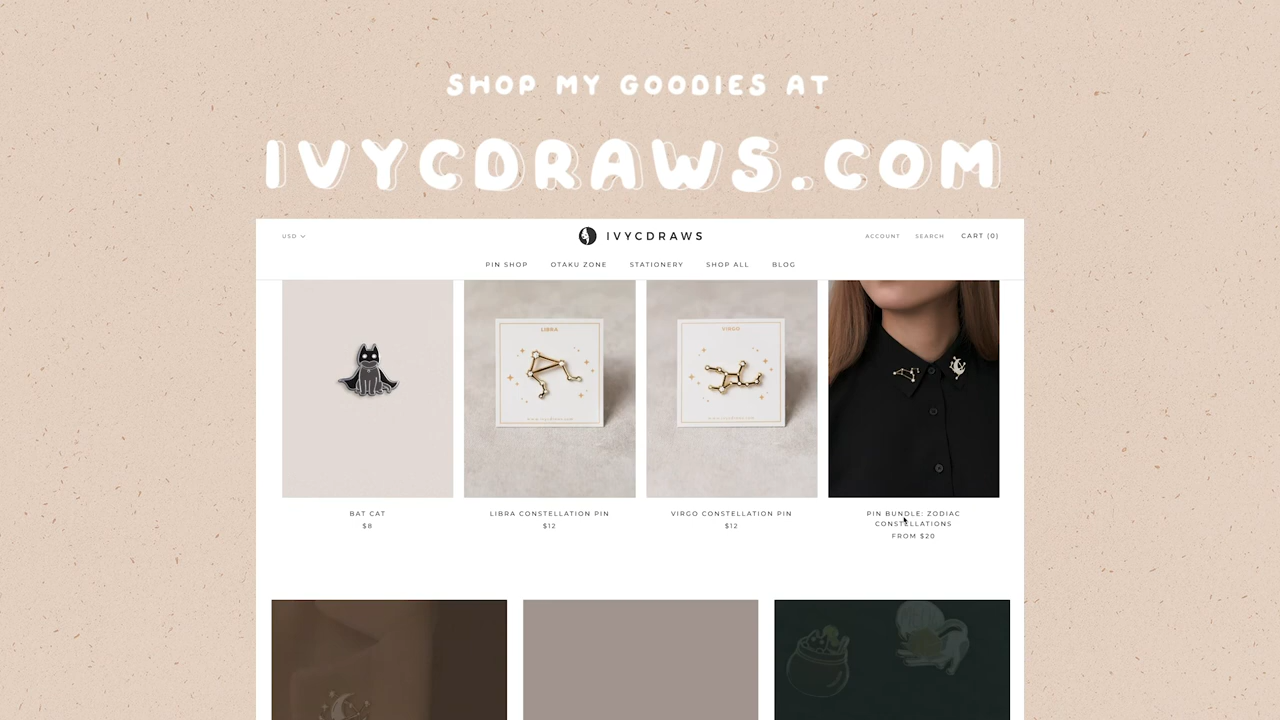 SHOP MY GOODIES AT
IVYCDRAWS.COM
USD
IVYCDRAWS
ACCOUNT SEARCH CART (0)
PIN SHOP OTAKU ZONE STATIONERY SHOP ALL BLOG
LIBRA
VIRGO
BAT CAT
$8
LIBRA CONSTELLATION PIN
$12
VIRGO CONSTELLATION PIN
$12
PIN BUNDLE: ZODIAC
CONSTELLATIONS
FROM $20